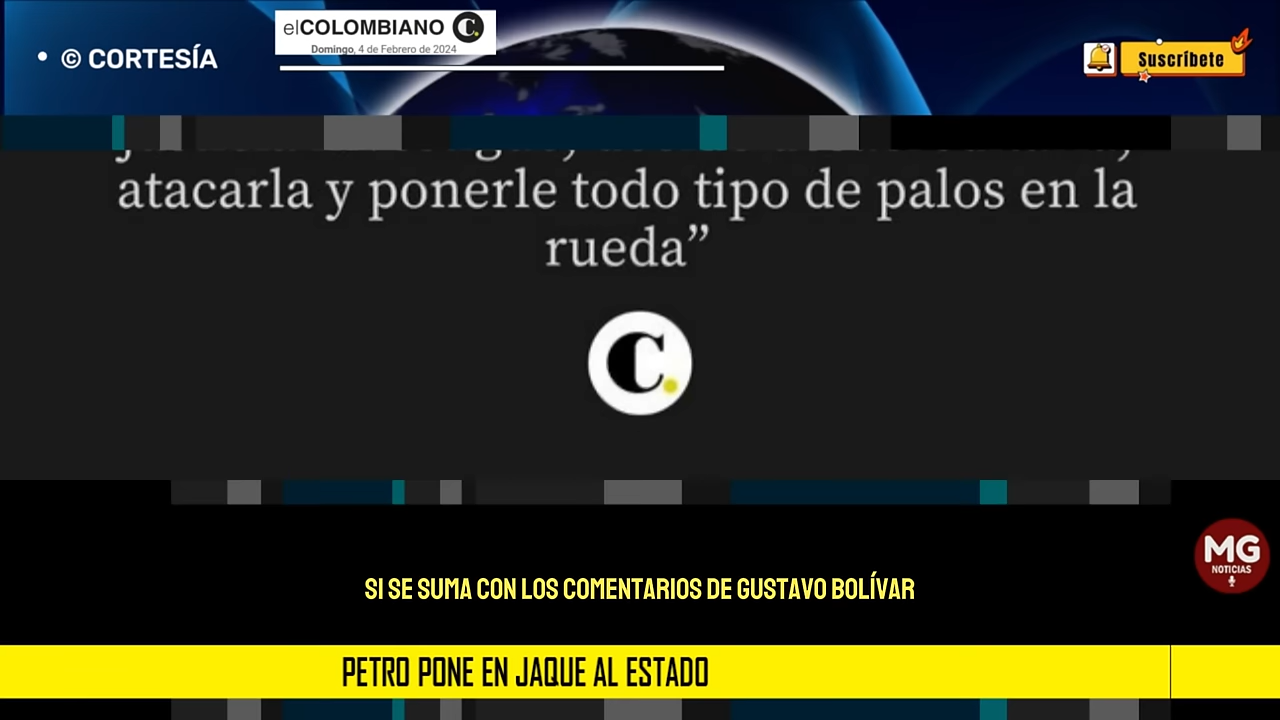 elCOLOMBIANO C.
Domingo, 4 de Febrero de 2024
• © CORTESÍA
Suscríbete
atacarla y ponerle todo tipo de palos en la
rueda”
C.
MG
NOTICIAS
SI SE SUMA CON LOS COMENTARIOS DE GUSTAVO BOLÍVAR
PETRO PONE EN JAQUE AL ESTADO